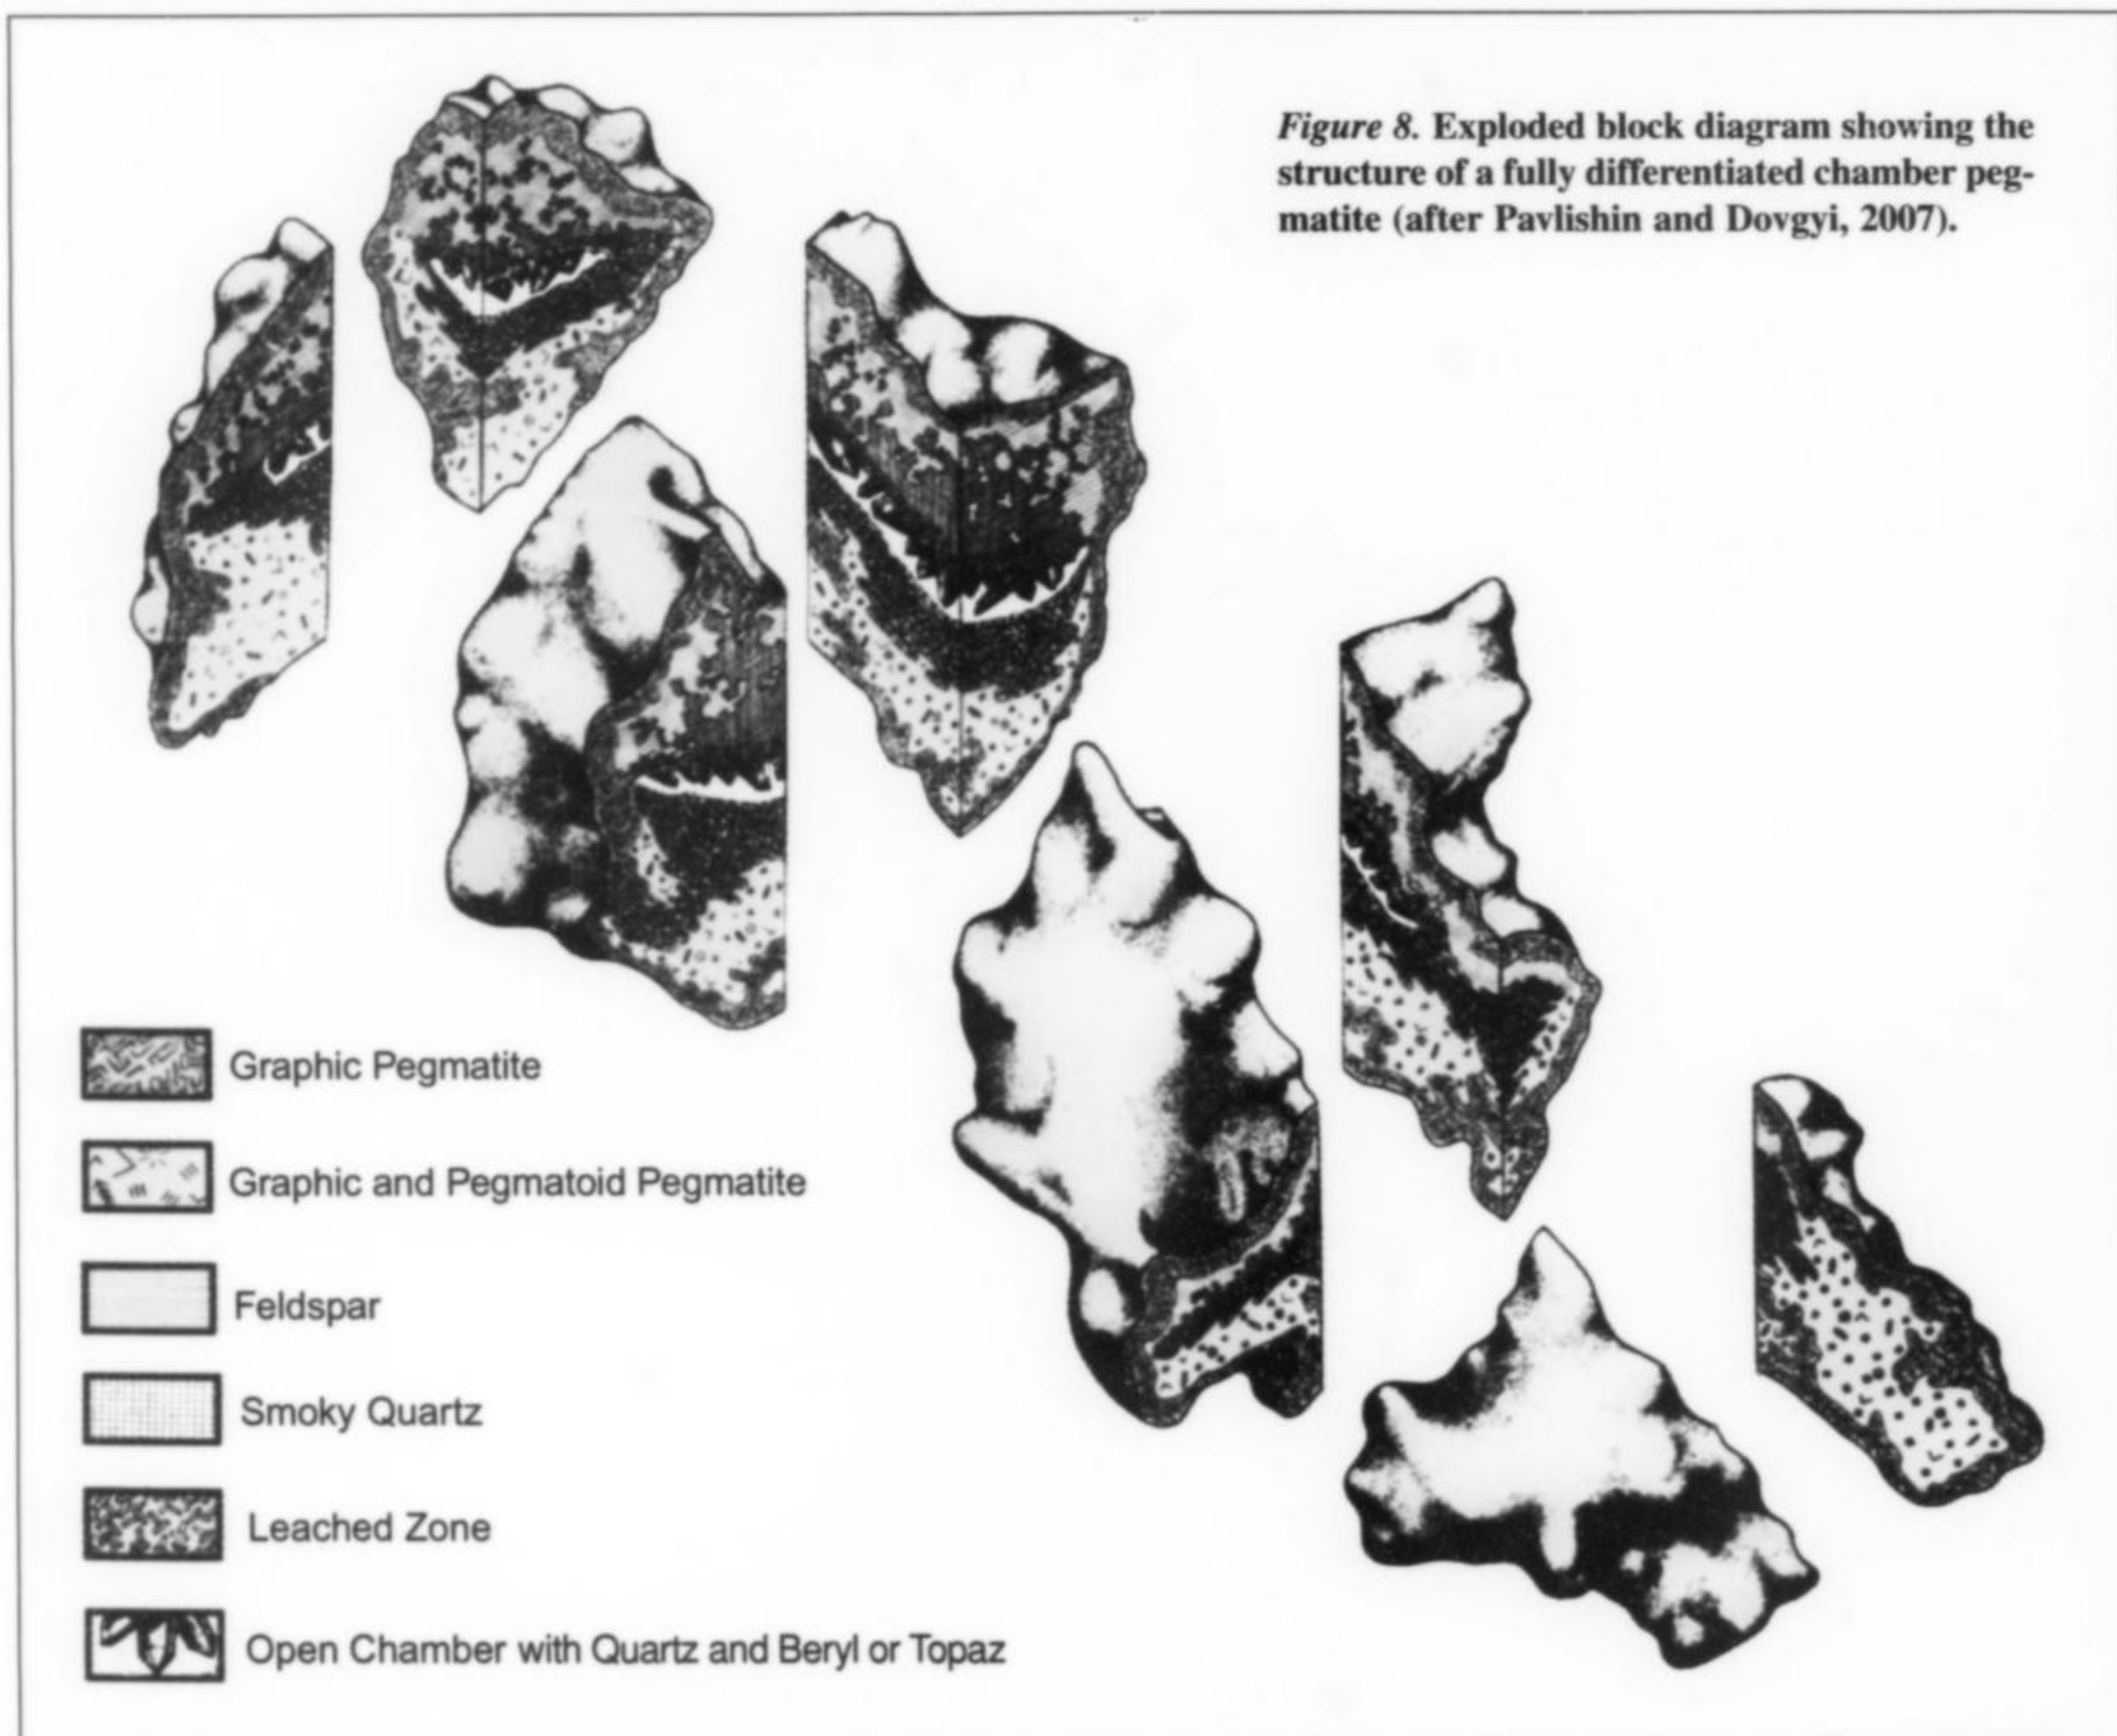 Figure 8. Exploded block diagram showing the
structure of a fully differentiated chamber peg-
matite (after Pavlishin and Dovgyi, 2007).
Graphic Pegmatite
Graphic and Pegmatoid Pegmatite
Feldspar
Smoky Quartz
Leached Zone
Open Chamber with Quartz and Beryl or Topaz